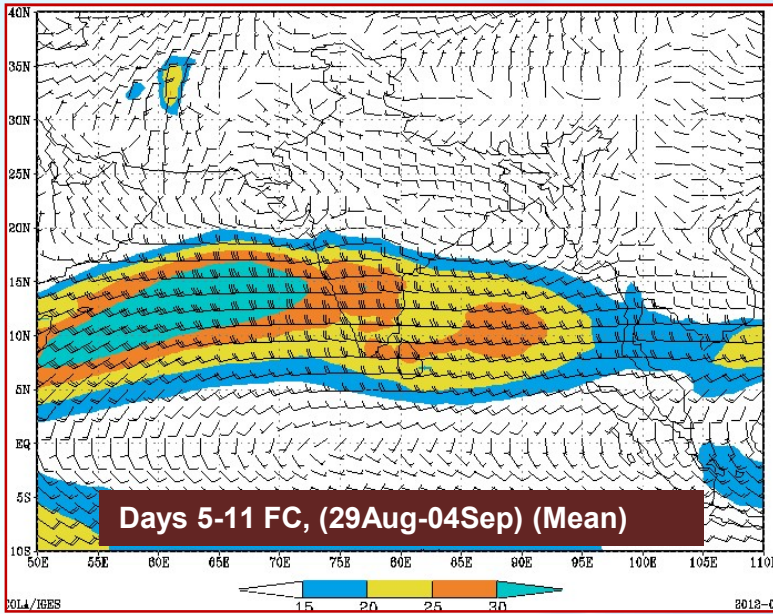 40N
35N
30N
25N
20N
15N
10N
5N
EQ
5S
10S
Days 5-11 FC, (29Aug-04Sep) (Mean)
50E 55E 60E 65E 70E 75E 80E 85E 90E 95E 100E 105E 110E
15 20 25 30
COLA/IGES